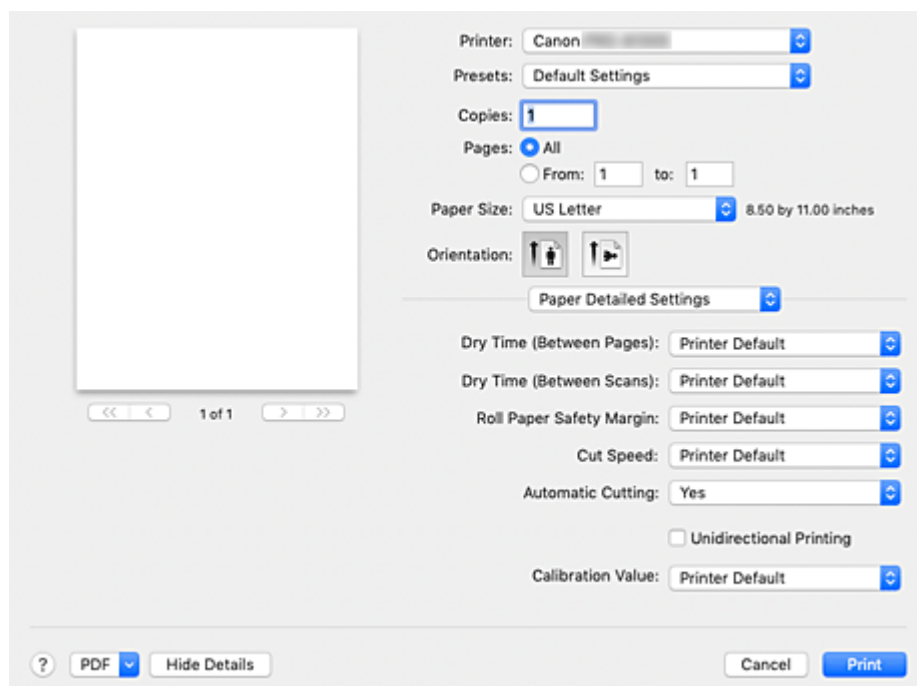 Printer: Canon
Presets: Default Settings
Copies: 1
Pages: All
From: 1 to: 1
Paper Size: US Letter 8.50 by 11.00 inches
Orientation:
Paper Detailed Settings
Dry Time (Between Pages): Printer Default
Dry Time (Between Scans): Printer Default
<< < 1 of 1 > >>
Roll Paper Safety Margin: Printer Default
Cut Speed: Printer Default
Automatic Cutting: Yes
Unidirectional Printing
Calibration Value: Printer Default
? PDF Hide Details Cancel Print